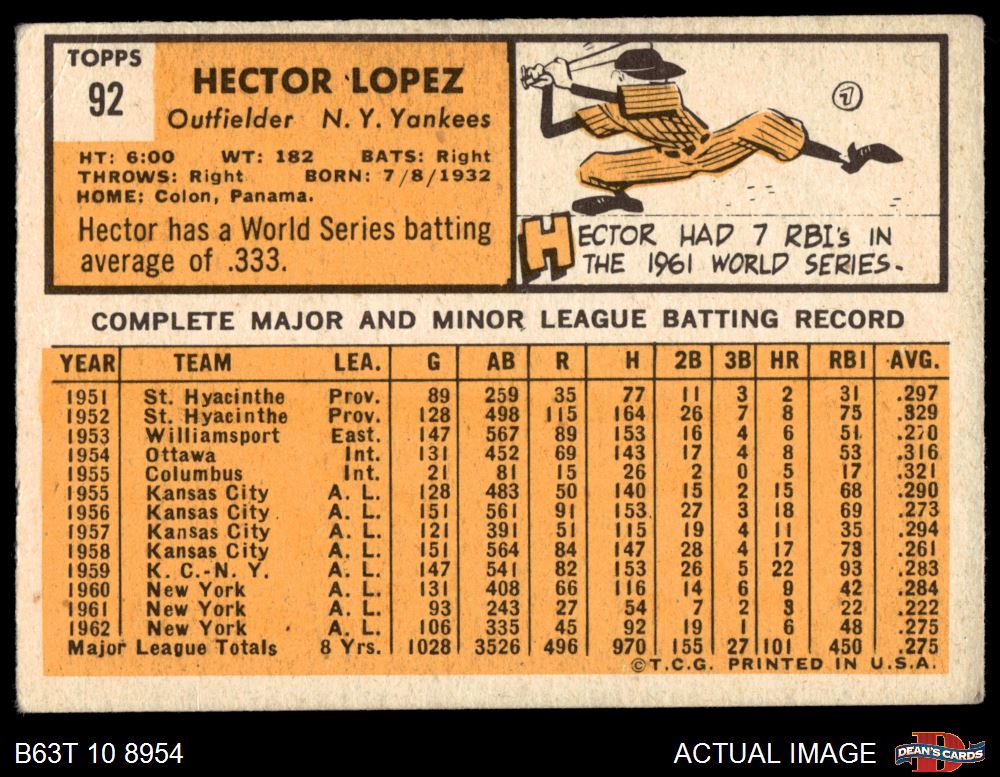 TOPPS
92
HECTOR LOPEZ
Outfielder N. Y. Yankees
HT: 6:00 WT: 182 BATS: Right
THROWS: Right BORN: 7/8/1932
HOME: Colon, Panama.
Hector has a World Series batting
average of .333.
7
HECTOR HAD 7 RBI's IN
THE 1961 WORLD SERIES.
COMPLETE MAJOR AND MINOR LEAGUE BATTING RECORD
YEAR TEAM LEA. G AB R H 2B 3B HR RBI AVG.
1951 St. Hyacinthe Prov. 89 259 35 77 11 3 2 31 .297
1952 St. Hyacinthe Prov. 128 498 115 164 26 7 8 75 .329
1953 Williamsport East. 147 567 89 153 16 4 6 51 .270
1954 Ottawa Int. 131 452 69 143 17 4 8 53 .316
1955 Columbus Int. 21 81 15 26 2 0 5 17 .321
1955 Kansas City A. L. 128 483 50 140 15 2 15 68 .290
1956 Kansas City A. L. 151 561 91 153 27 3 18 69 .273
1957 Kansas City A. L. 121 391 51 115 19 4 11 35 .294
1958 Kansas City A. L. 151 564 84 147 28 4 17 73 .261
1959 K. C.-N. Y. A. L. 147 541 82 153 26 5 22 93 .283
1960 New York A. L. 131 408 66 116 14 6 9 42 .284
1961 New York A. L. 93 243 27 54 7 2 3 22 .222
1962 New York A. L. 106 335 45 92 19 1 6 48 .275
Major League Totals 8 Yrs. 1028 3526 496 970 155 27 101 450 .275
©T.C.G. PRINTED IN U.S.A.
B63T 10 8954
ACTUAL IMAGE
D
DEAN'S CARDS